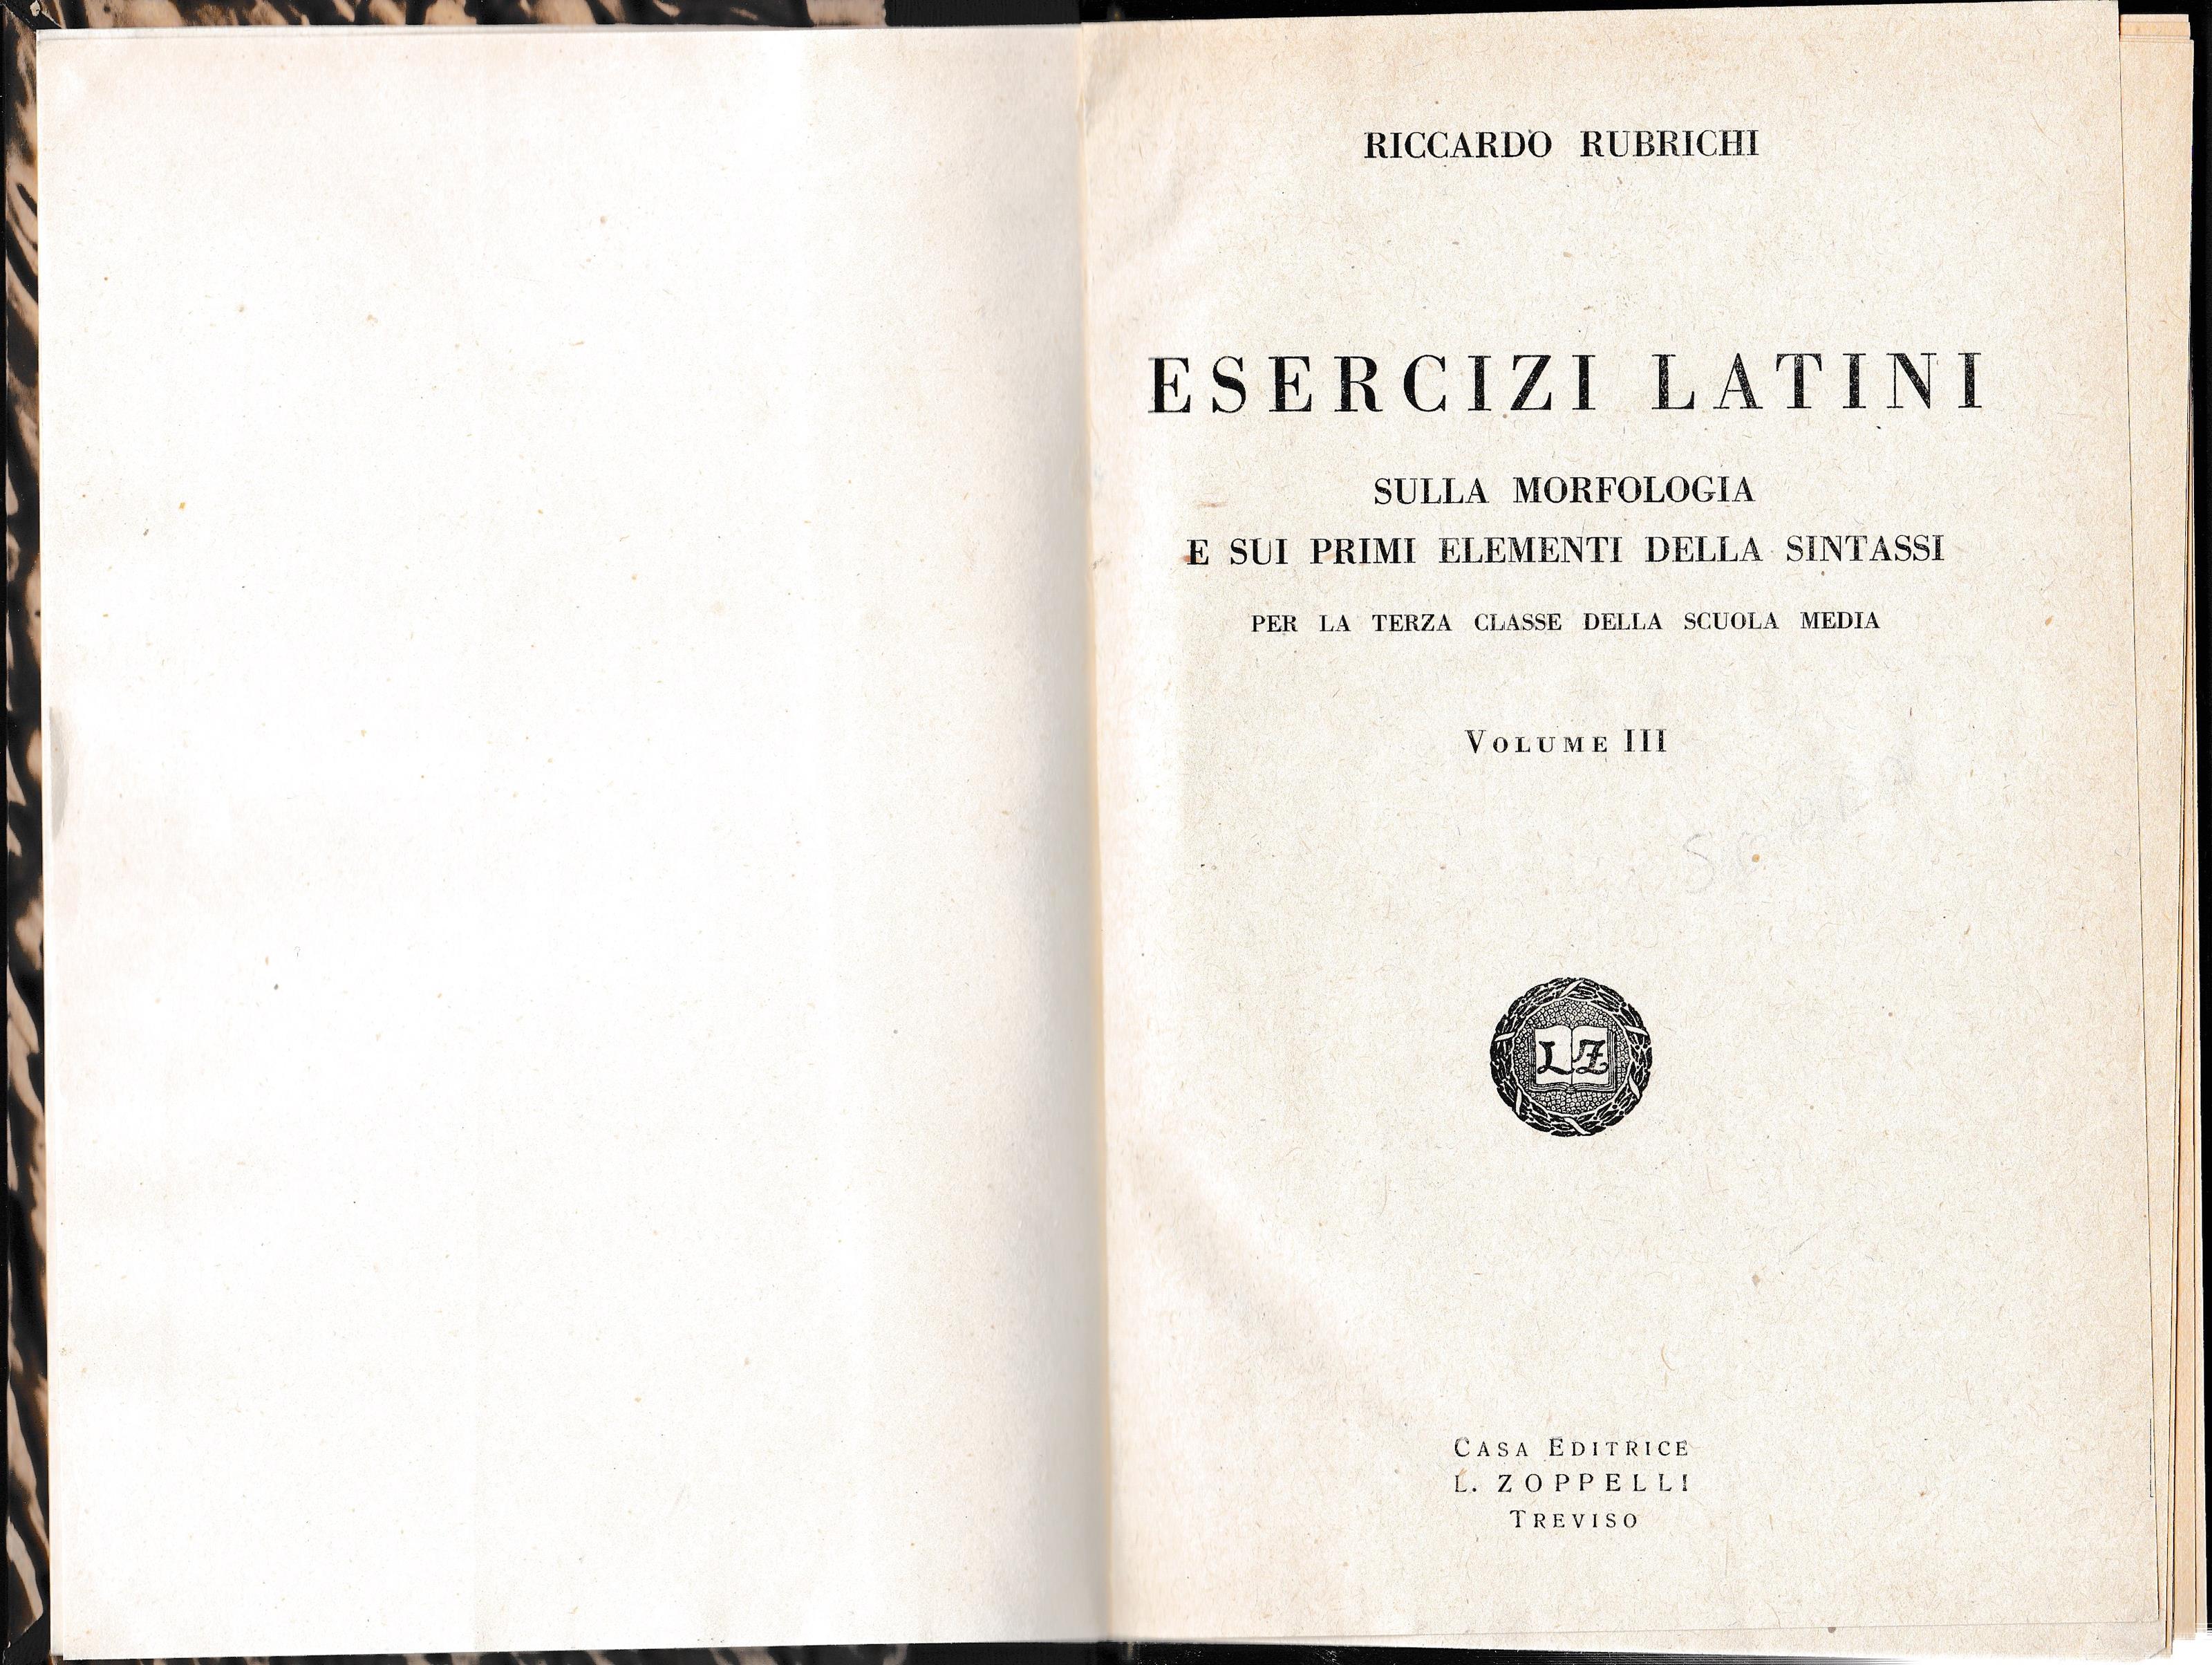 RICCARDO RUBRICHI
ESERCIZI LATINI
SULLA MORFOLOGIA
E SUI PRIMI ELEMENTI DELLA SINTASSI
PER LA TERZA CLASSE DELLA SCUOLA MEDIA
VOLUME III
LZ
CASA EDITRICE
L. ZOPPELLI
TREVISO